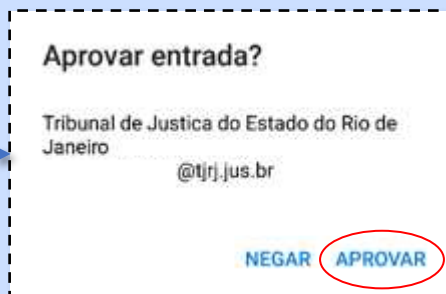 Aprovar entrada?
Tribunal de Justica do Estado do Rio de
Janeiro
@tjrj.jus.br
NEGAR APROVAR